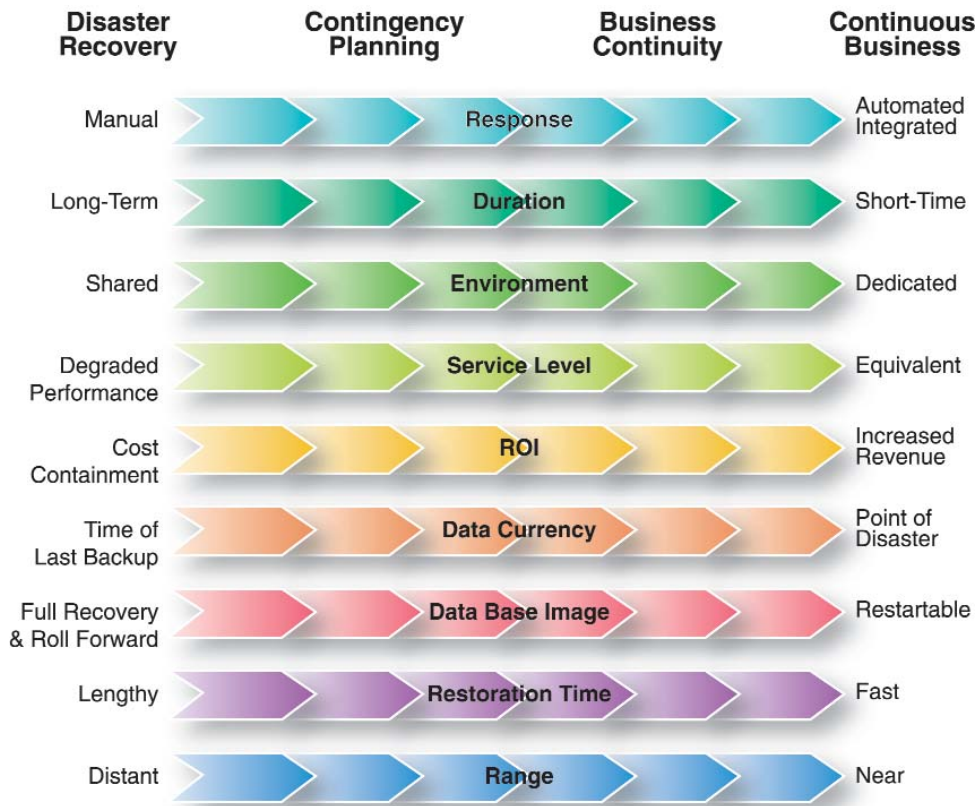 Disaster
Recovery
Contingency
Planning
Business
Continuity
Continuous
Business
Manual
Response
Automated
Integrated
Long-Term
Duration
Short-Time
Shared
Environment
Dedicated
Degraded
Performance
Service Level
Equivalent
Cost
Containment
ROI
Increased
Revenue
Time of
Last Backup
Data Currency
Point of
Disaster
Full Recovery
& Roll Forward
Data Base Image
Restartable
Lengthy
Restoration Time
Fast
Distant
Range
Near